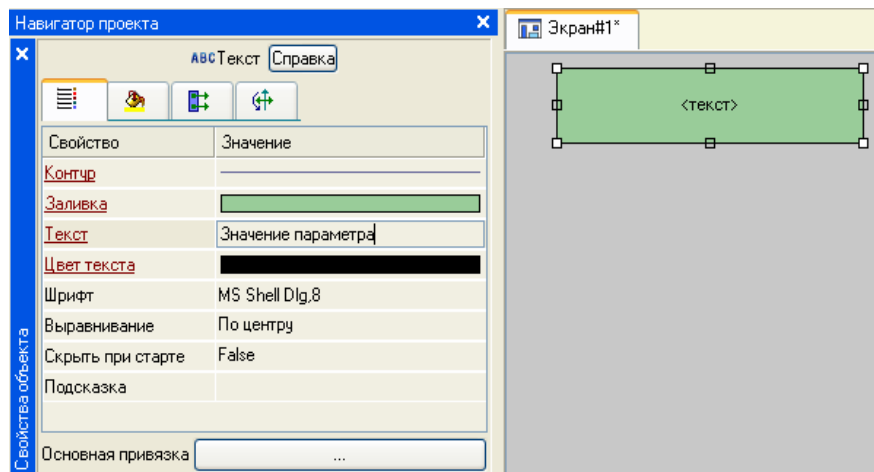 Навигатор проекта
Экран#1*
ABC Текст Справка
<текст>
Свойство Значение
Контур
Заливка
Текст Значение параметра
Цвет текста
Шрифт MS Shell Dlg,8
Выравнивание По центру
Скрыть при старте False
Подсказка
Основная привязка ...
Свойства объекта